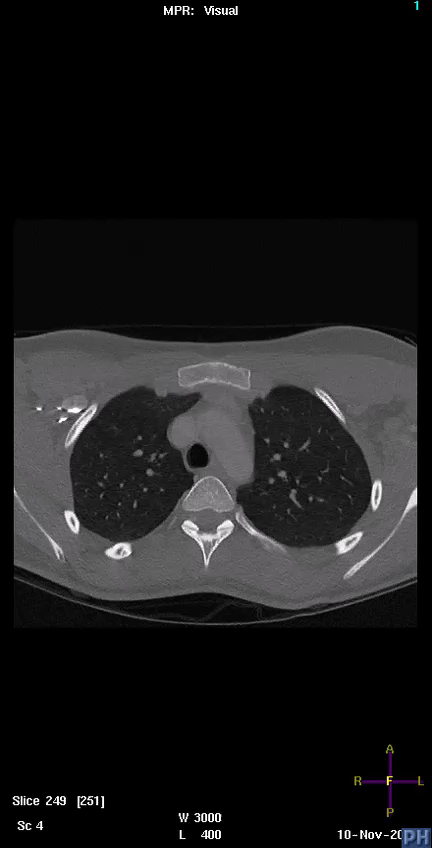 MPR: Visual
1
A
R F L
P
Slice 249 [251]
Sc 4
W 3000
L 400
10-Nov-20
PH